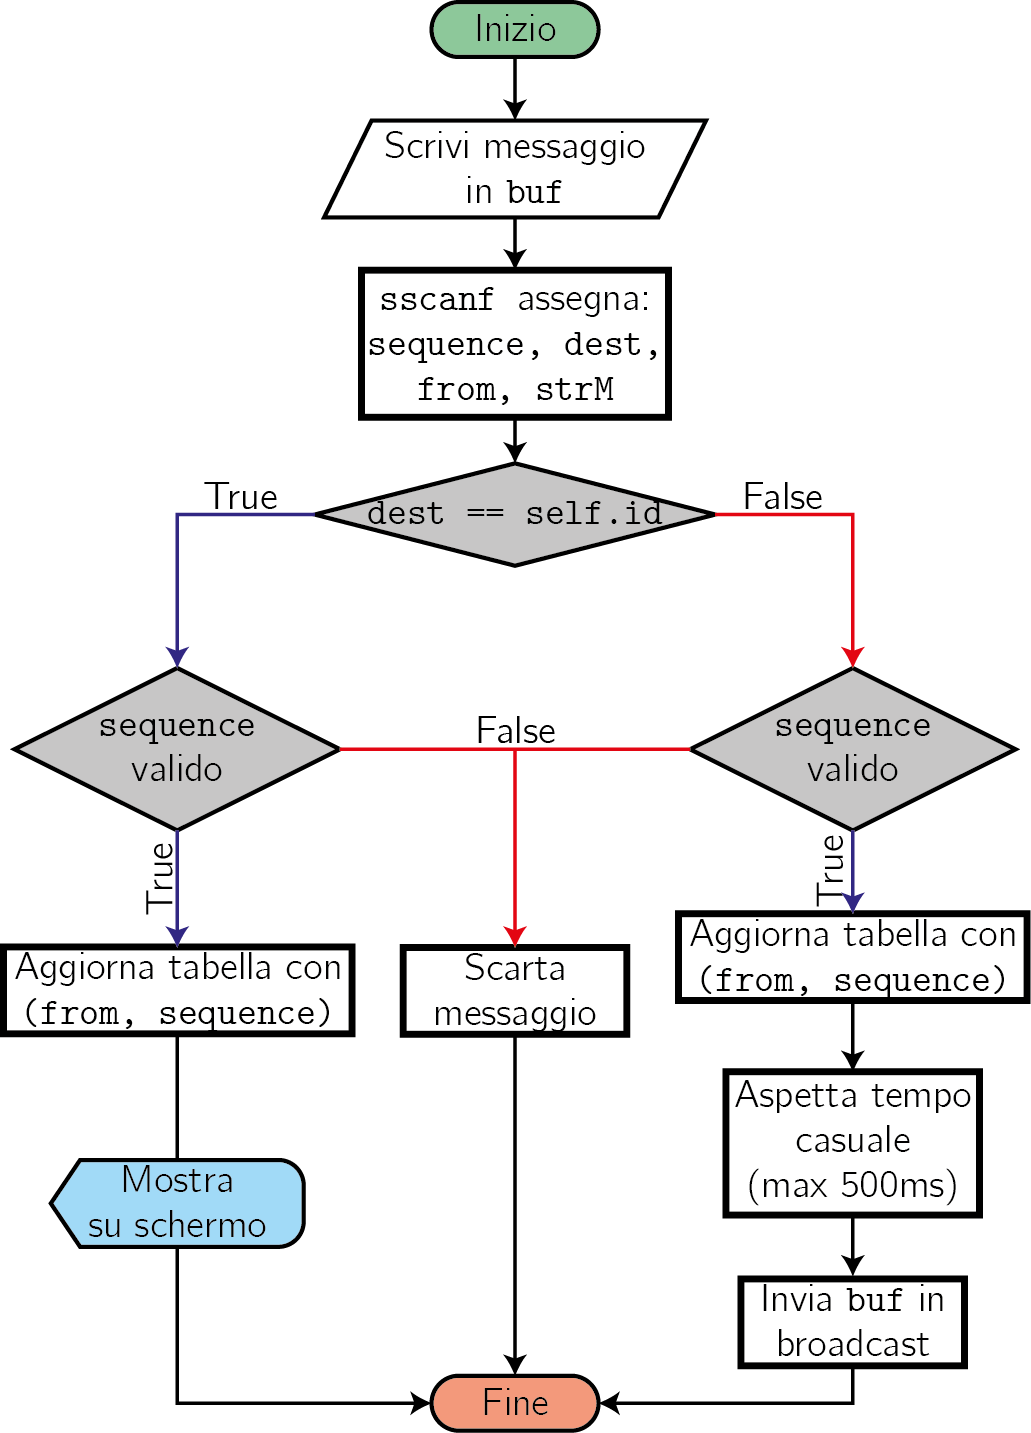 Inizio
Scrivi messaggio
in buf
sscanf assegna:
sequence, dest,
from, strM
dest == self.id
True
False
sequence
valido
False
sequence
valido
True
True
Aggiorna tabella con
(from, sequence)
Scarta
messaggio
Aggiorna tabella con
(from, sequence)
Aspetta tempo
casuale
(max 500ms)
Mostra
su schermo
Invia buf in
broadcast
Fine